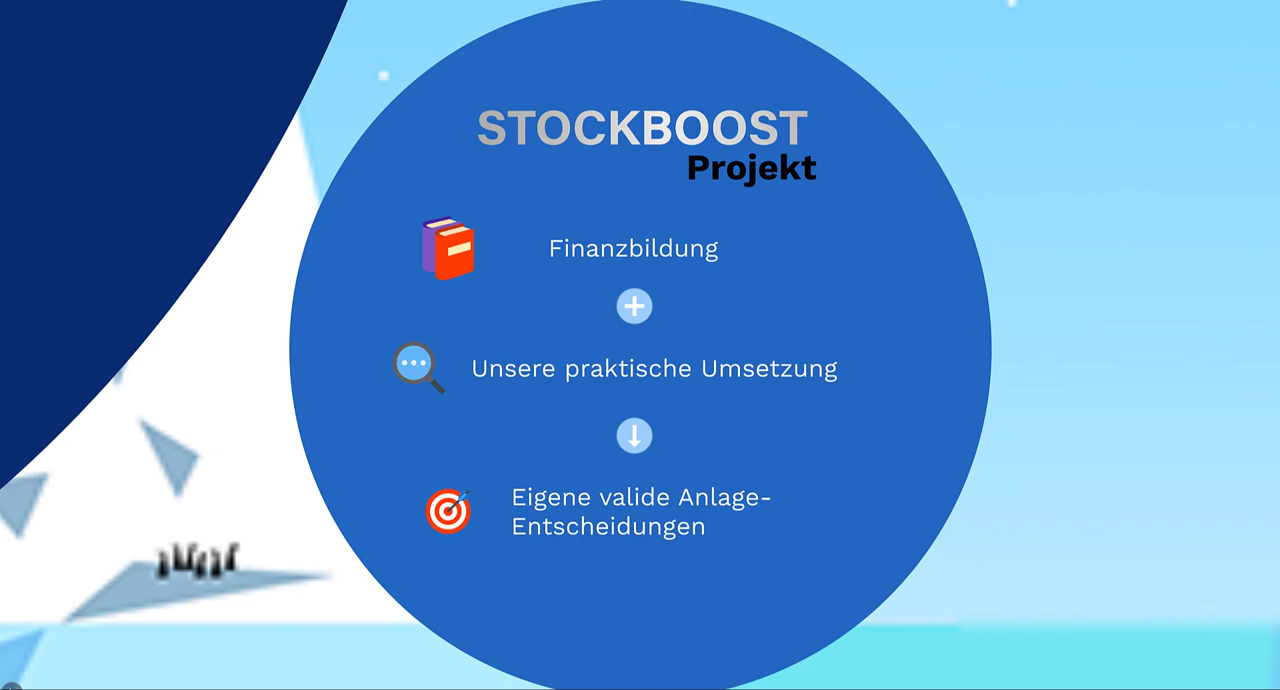 STOCKBOOST
Projekt
Finanzbildung
Unsere praktische Umsetzung
Eigene valide Anlage-
Entscheidungen